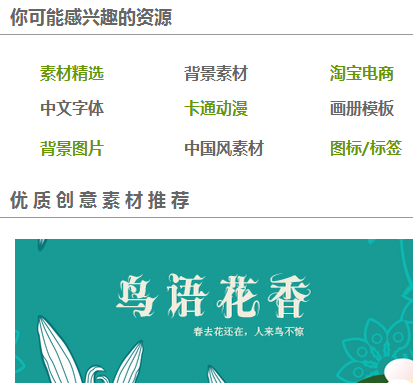 你可能感兴趣的资源
素材精选 背景素材 淘宝电商
中文字体 卡通动漫 画册模板
背景图片 中国风素材 图标/标签
优质创意素材推荐
鸟语花香
春去花还在，人来鸟不惊